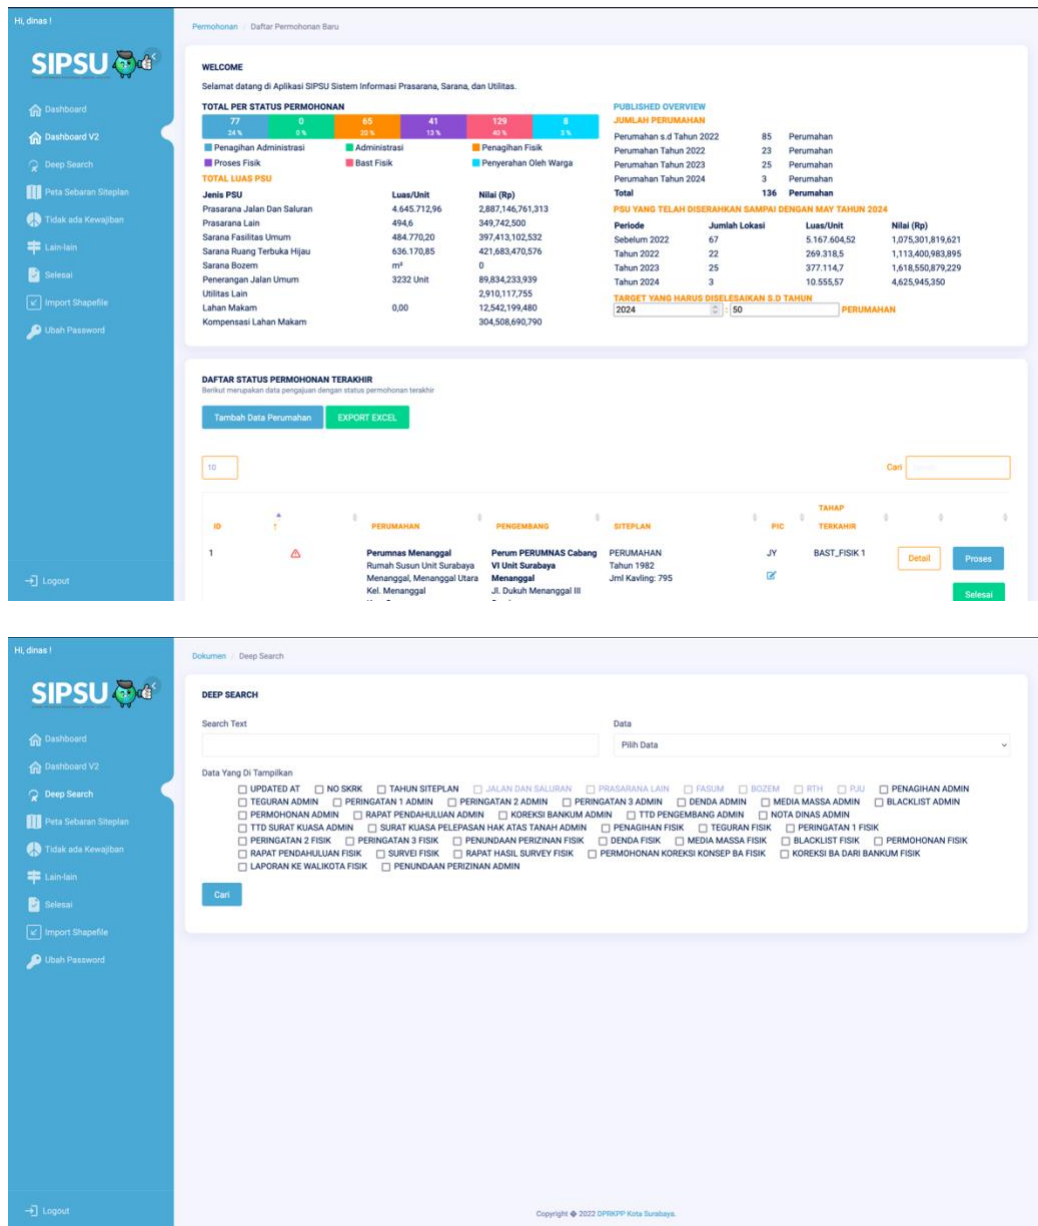 Hi, dinas !
SIPSU
Dashboard
Dashboard V2
Deep Search
Peta Sebaran Siteplan
Tidak ada Kewajiban
Lain-lain
Selesai
Import Shapefile
Ubah Password
Logout
Permohonan / Daftar Permohonan Baru
WELCOME
Selamat datang di Aplikasi SIPSU Sistem Informasi Prasarana, Sarana, dan Utilitas.
TOTAL PER STATUS PERMOHONAN
77 0 65 41 129 8
24 % 0 % 20 % 13 % 40 % 3 %
Penagihan Administrasi Administrasi Penagihan Fisik
Proses Fisik Bast Fisik Penyerahan Oleh Warga
TOTAL LUAS PSU
Jenis PSU Luas/Unit Nilai (Rp)
Prasarana Jalan Dan Saluran 4.645.712,96 2,887,146,761,313
Prasarana Lain 494,6 349,742,500
Sarana Fasilitas Umum 484.770,20 397,413,102,532
Sarana Ruang Terbuka Hijau 636.170,85 421,683,470,576
Sarana Bozem m² 0
Penerangan Jalan Umum 3232 Unit 89,834,233,939
Utilitas Lain 2,910,117,755
Lahan Makam 0,00 12,542,199,480
Kompensasi Lahan Makam 304,508,690,790
PUBLISHED OVERVIEW
JUMLAH PERUMAHAN
Perumahan s.d Tahun 2022 85 Perumahan
Perumahan Tahun 2022 23 Perumahan
Perumahan Tahun 2023 25 Perumahan
Perumahan Tahun 2024 3 Perumahan
Total 136 Perumahan
PSU YANG TELAH DISERAHKAN SAMPAI DENGAN MAY TAHUN 2024
Periode Jumlah Lokasi Luas/Unit Nilai (Rp)
Sebelum 2022 67 5.167.604,52 1,075,301,819,621
Tahun 2022 22 269.318,5 1,113,400,983,895
Tahun 2023 25 377.114,7 1,618,550,879,229
Tahun 2024 3 10.555,57 4,625,945,350
TARGET YANG HARUS DISELESAIKAN S.D TAHUN
2024 : 50 PERUMAHAN
DAFTAR STATUS PERMOHONAN TERAKHIR
Berikut merupakan data pengajuan dengan status permohonan terakhir
Tambah Data Perumahan EXPORT EXCEL
10 Cari
ID ↑ PERUMAHAN PENGEMBANG SITEPLAN PIC TAHAP TERKAHIR
1 Perumnas Menanggal Perum PERUMNAS Cabang PERUMAHAN JY BAST_FISIK 1 Detail Proses
Rumah Susun Unit Surabaya VI Unit Surabaya Tahun 1982
Menanggal, Menanggal Utara Menanggal Jml Kavling: 795
Kel. Menanggal Jl. Dukuh Menanggal III Selesai
Hi, dinas !
SIPSU
Dashboard
Dashboard V2
Deep Search
Peta Sebaran Siteplan
Tidak ada Kewajiban
Lain-lain
Selesai
Import Shapefile
Ubah Password
Logout
Dokumen / Deep Search
DEEP SEARCH
Search Text Data
Pilih Data
Data Yang Di Tampilkan
UPDATED AT NO SKRK TAHUN SITEPLAN JALAN DAN SALURAN PRASARANA LAIN FASUM BOZEM RTH PJU PENAGIHAN ADMIN
TEGURAN ADMIN PERINGATAN 1 ADMIN PERINGATAN 2 ADMIN PERINGATAN 3 ADMIN DENDA ADMIN MEDIA MASSA ADMIN BLACKLIST ADMIN
PERMOHONAN ADMIN RAPAT PENDAHULUAN ADMIN KOREKSI BANKUM ADMIN TTD PENGEMBANG ADMIN NOTA DINAS ADMIN
TTD SURAT KUASA ADMIN SURAT KUASA PELEPASAN HAK ATAS TANAH ADMIN PENAGIHAN FISIK TEGURAN FISIK PERINGATAN 1 FISIK
PERINGATAN 2 FISIK PERINGATAN 3 FISIK PENUNDAAN PERIZINAN FISIK DENDA FISIK MEDIA MASSA FISIK BLACKLIST FISIK PERMOHONAN FISIK
RAPAT PENDAHULUAN FISIK SURVEI FISIK RAPAT HASIL SURVEY FISIK PERMOHONAN KOREKSI KONSEP BA FISIK KOREKSI BA DARI BANKUM FISIK
LAPORAN KE WALIKOTA FISIK PENUNDAAN PERIZINAN ADMIN
Cari
Copyright � 2022 DPRKPP Kota Surabaya.